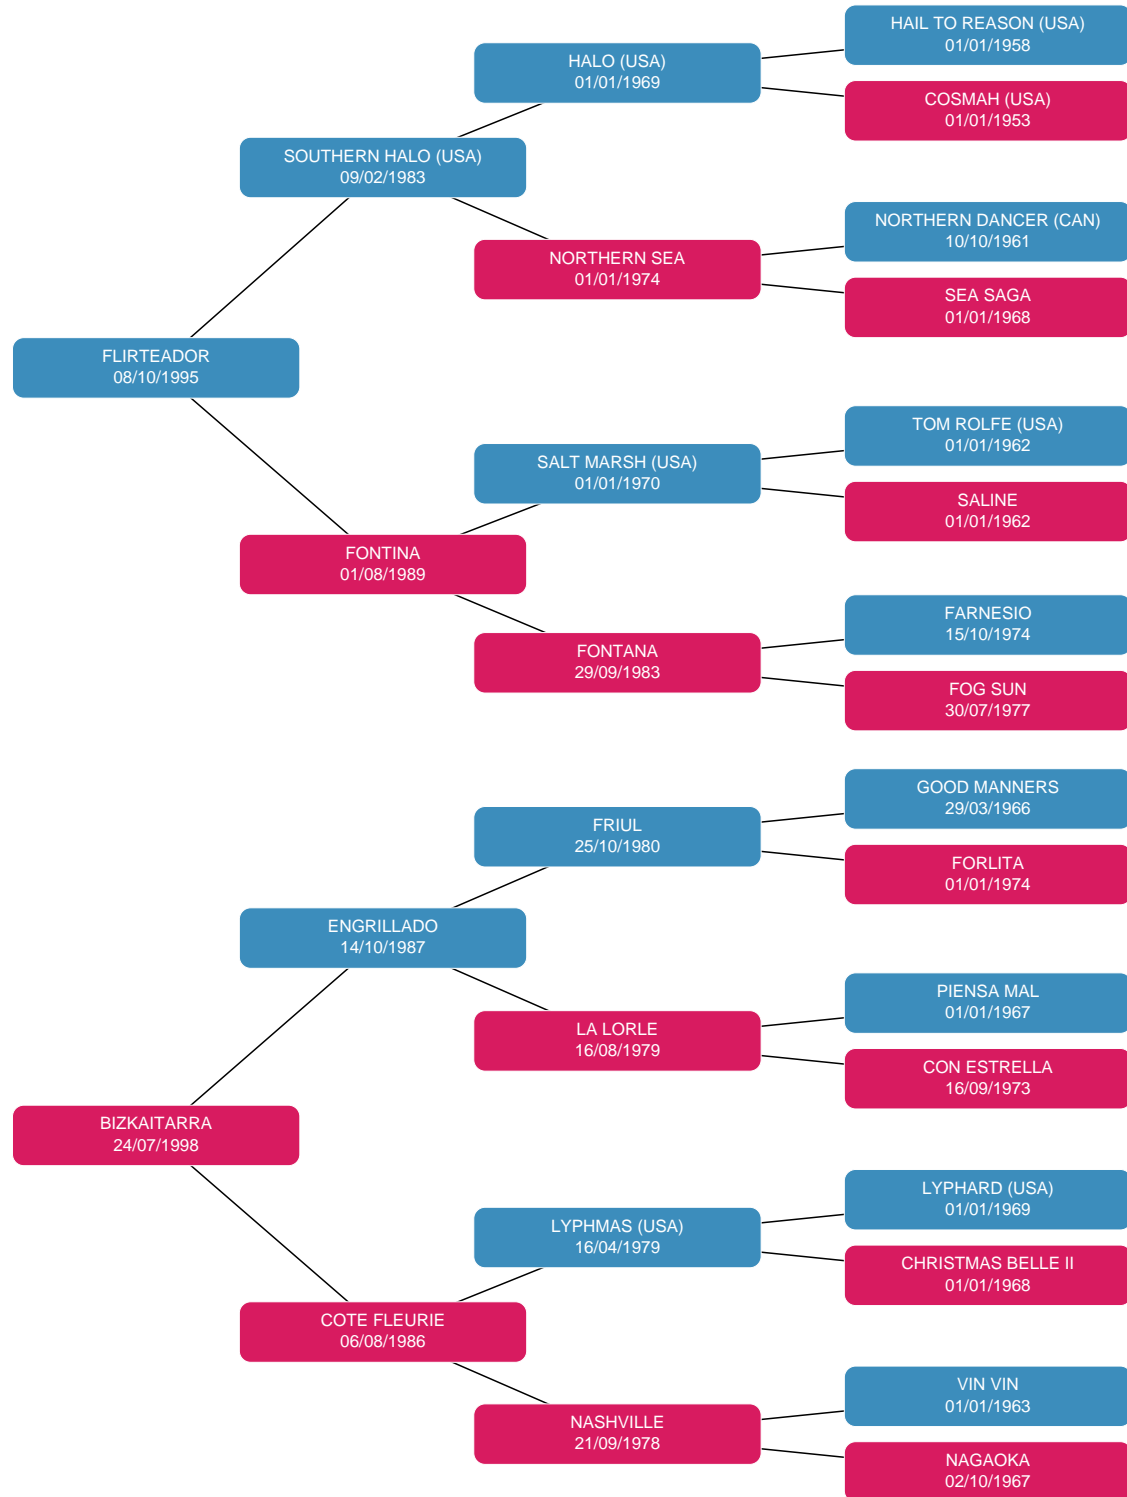 HAIL TO REASON (USA)
01/01/1958
HALO (USA)
01/01/1969
COSMAH (USA)
01/01/1953
SOUTHERN HALO (USA)
09/02/1983
NORTHERN DANCER (CAN)
10/10/1961
NORTHERN SEA
01/01/1974
SEA SAGA
01/01/1968
FLIRTEADOR
08/10/1995
TOM ROLFE (USA)
01/01/1962
SALT MARSH (USA)
01/01/1970
SALINE
01/01/1962
FONTINA
01/08/1989
FARNESIO
15/10/1974
FONTANA
29/09/1983
FOG SUN
30/07/1977
GOOD MANNERS
29/03/1966
FRIUL
25/10/1980
FORLITA
01/01/1974
ENGRILLADO
14/10/1987
PIENSA MAL
01/01/1967
LA LORLE
16/08/1979
CON ESTRELLA
16/09/1973
BIZKAITARRA
24/07/1998
LYPHARD (USA)
01/01/1969
LYPHMAS (USA)
16/04/1979
CHRISTMAS BELLE II
01/01/1968
COTE FLEURIE
06/08/1986
VIN VIN
01/01/1963
NASHVILLE
21/09/1978
NAGAOKA
02/10/1967